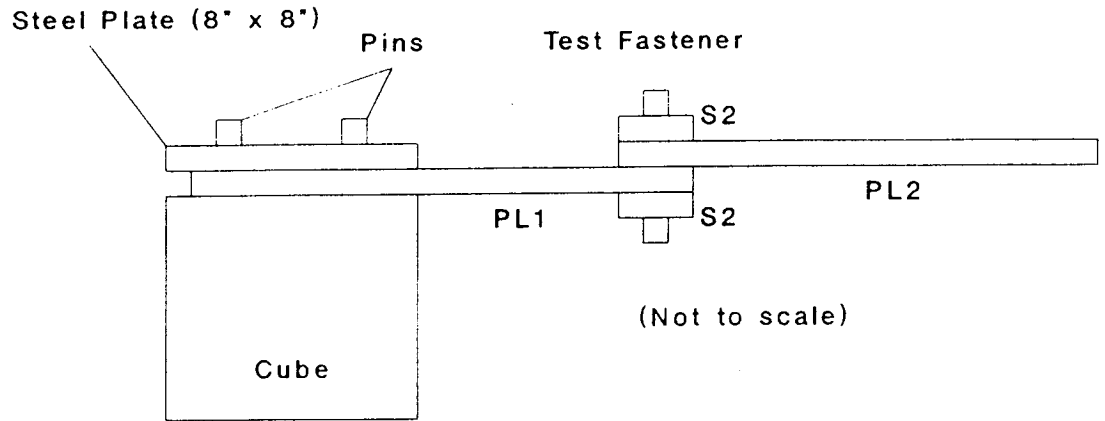 Steel Plate (8" x 8")
Pins
Test Fastener
S2
PL1
S2
PL2
(Not to scale)
Cube